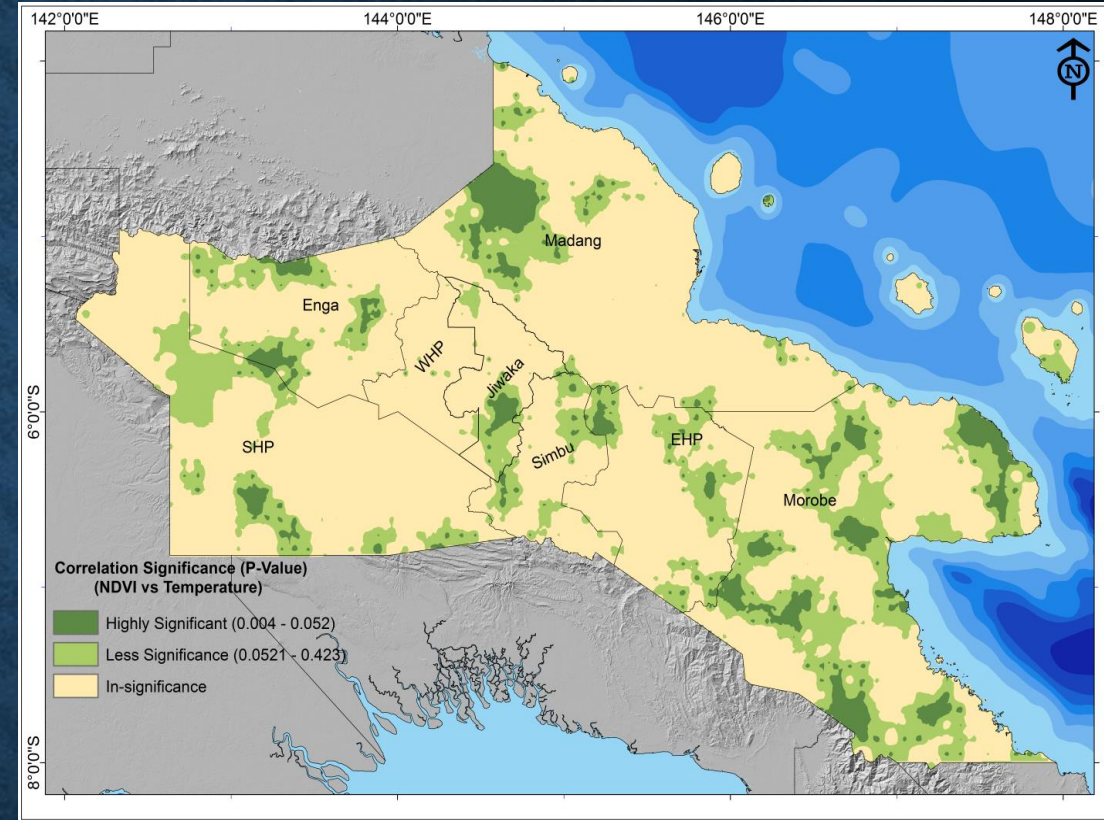 142°0'0"E 144°0'0"E 146°0'0"E 148°0'0"E
N
Madang
Enga
WHP
Jiwaka
6°0'0"S
SHP
Simbu
EHP
Morobe
Correlation Significance (P-Value)
(NDVI vs Temperature)
Highly Significant (0.004 - 0.052)
Less Significance (0.0521 - 0.423)
In-significance
8°0'0"S